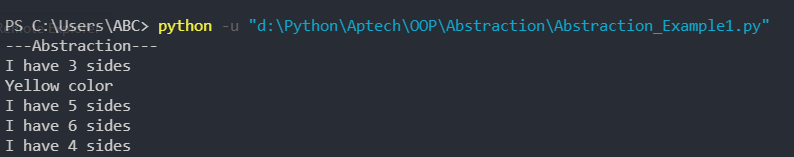 PS C:\Users\ABC> python -u "d:\Python\Aptech\OOP\Abstraction\Abstraction_Example1.py"
---Abstraction---
I have 3 sides
Yellow color
I have 5 sides
I have 6 sides
I have 4 sides